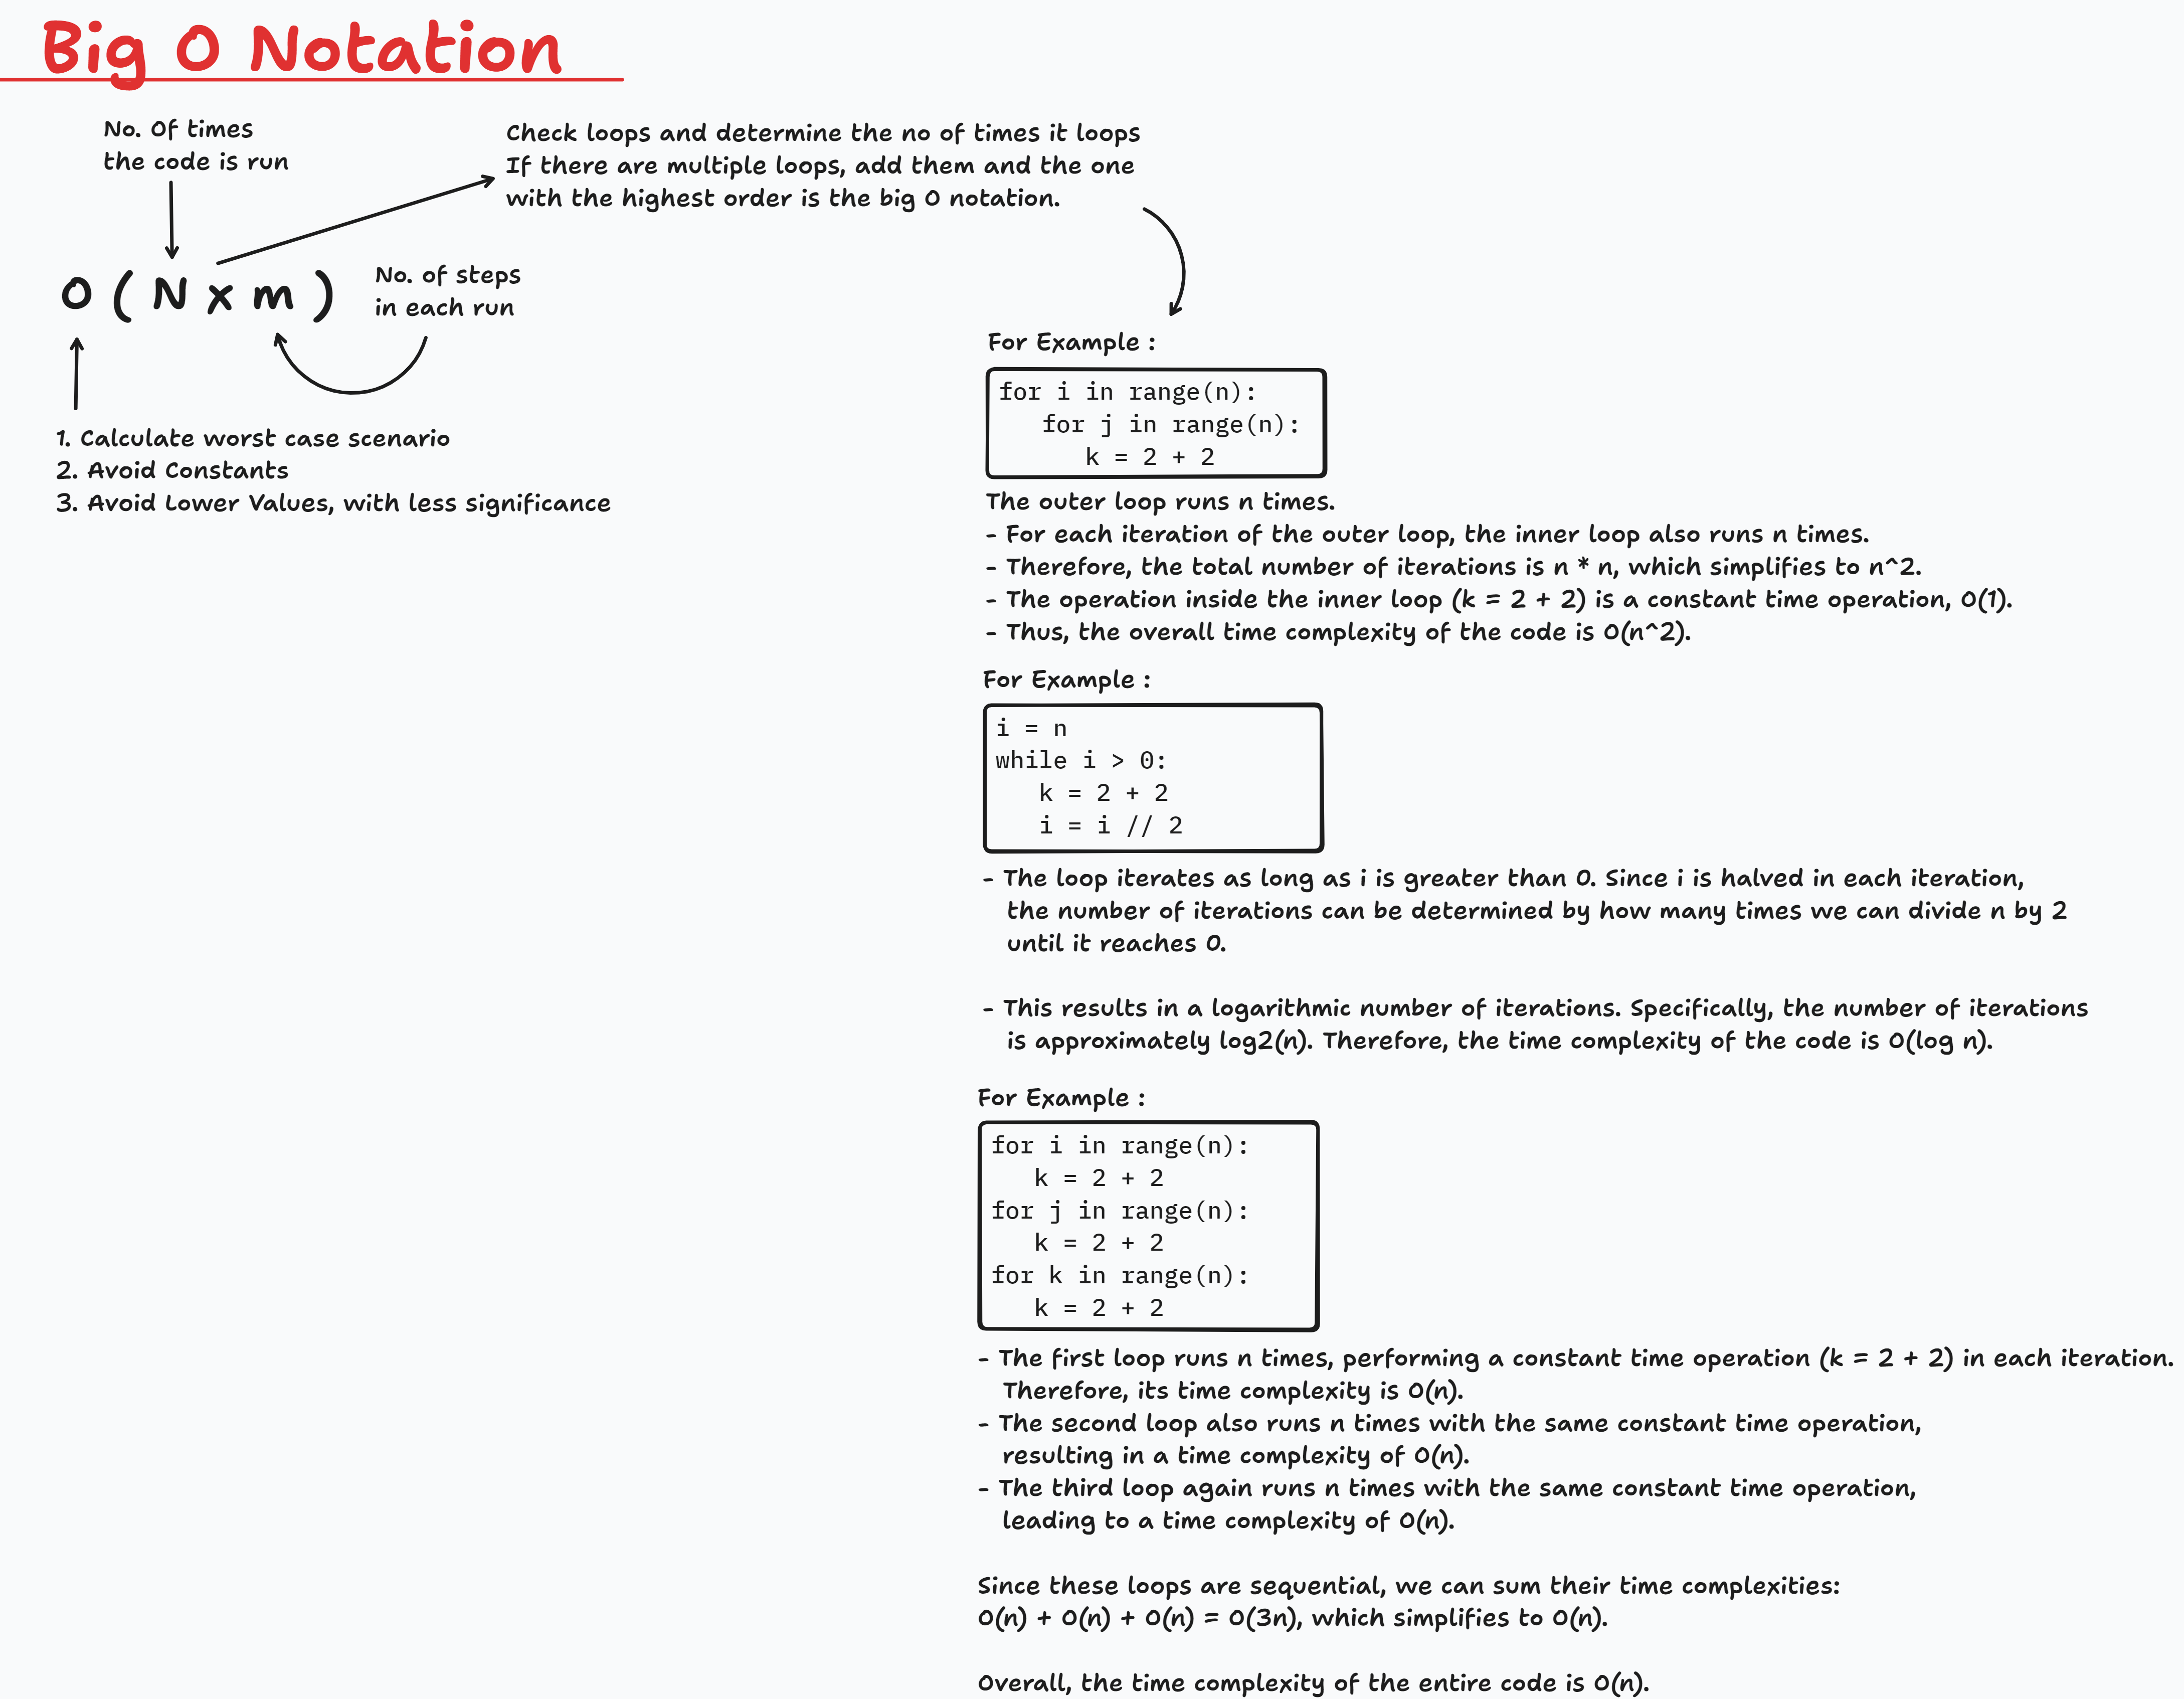 Big O Notation
No. Of times
the code is run
Check loops and determine the no of times it loops
If there are multiple loops, add them and the one
with the highest order is the big O notation.
O ( N x m )
No. of steps
in each run
1. Calculate worst case scenario
2. Avoid Constants
3. Avoid Lower Values, with less significance
For Example :
for i in range(n):
   for j in range(n):
      k = 2 + 2
The outer loop runs n times.
- For each iteration of the outer loop, the inner loop also runs n times.
- Therefore, the total number of iterations is n * n, which simplifies to n^2.
- The operation inside the inner loop (k = 2 + 2) is a constant time operation, O(1).
- Thus, the overall time complexity of the code is O(n^2).
For Example :
i = n
while i > 0:
   k = 2 + 2
   i = i // 2
- The loop iterates as long as i is greater than 0. Since i is halved in each iteration,
the number of iterations can be determined by how many times we can divide n by 2
until it reaches 0.
- This results in a logarithmic number of iterations. Specifically, the number of iterations
is approximately log2(n). Therefore, the time complexity of the code is O(log n).
For Example :
for i in range(n):
   k = 2 + 2
for j in range(n):
   k = 2 + 2
for k in range(n):
   k = 2 + 2
- The first loop runs n times, performing a constant time operation (k = 2 + 2) in each iteration.
Therefore, its time complexity is O(n).
- The second loop also runs n times with the same constant time operation,
resulting in a time complexity of O(n).
- The third loop again runs n times with the same constant time operation,
leading to a time complexity of O(n).
Since these loops are sequential, we can sum their time complexities:
O(n) + O(n) + O(n) = O(3n), which simplifies to O(n).
Overall, the time complexity of the entire code is O(n).